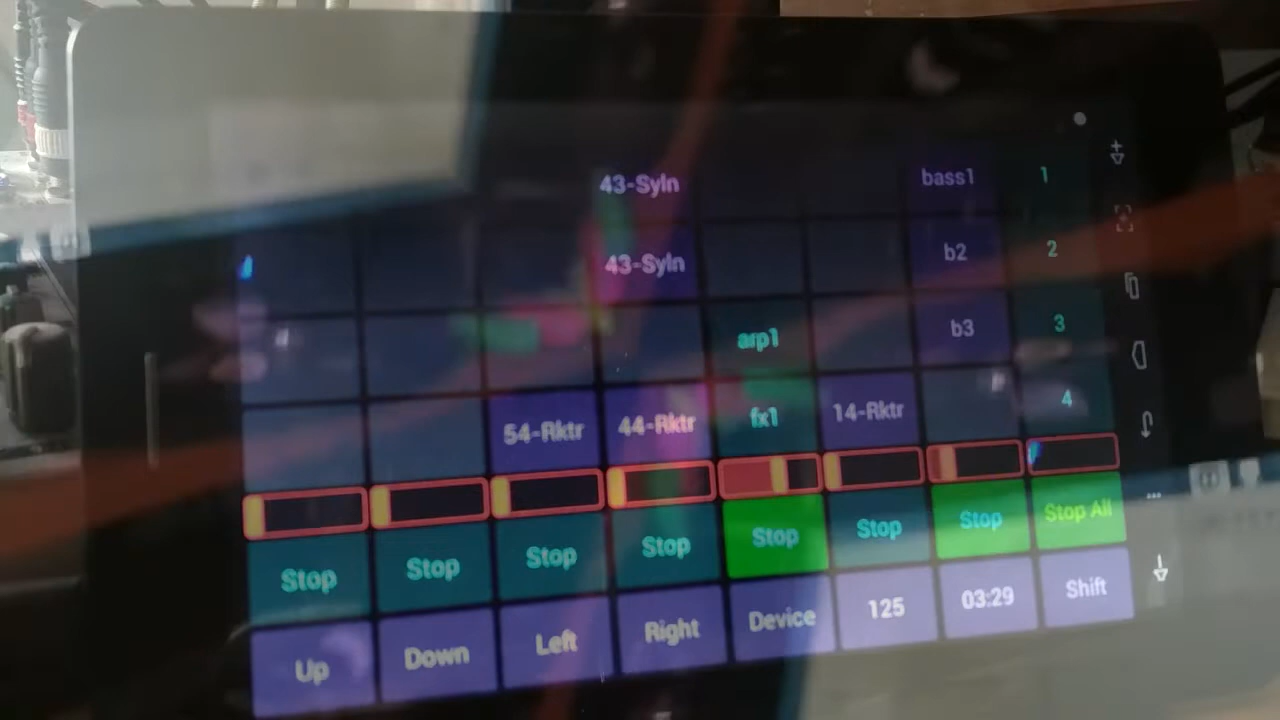 43-Syln bass1 1
43-Syln b2 2
arp1 b3 3
54-Rktr 44-Rktr fx1 14-Rktr 4
Stop Stop Stop Stop Stop Stop Stop Stop All
Up Down Left Right Device 125 03:29 Shift